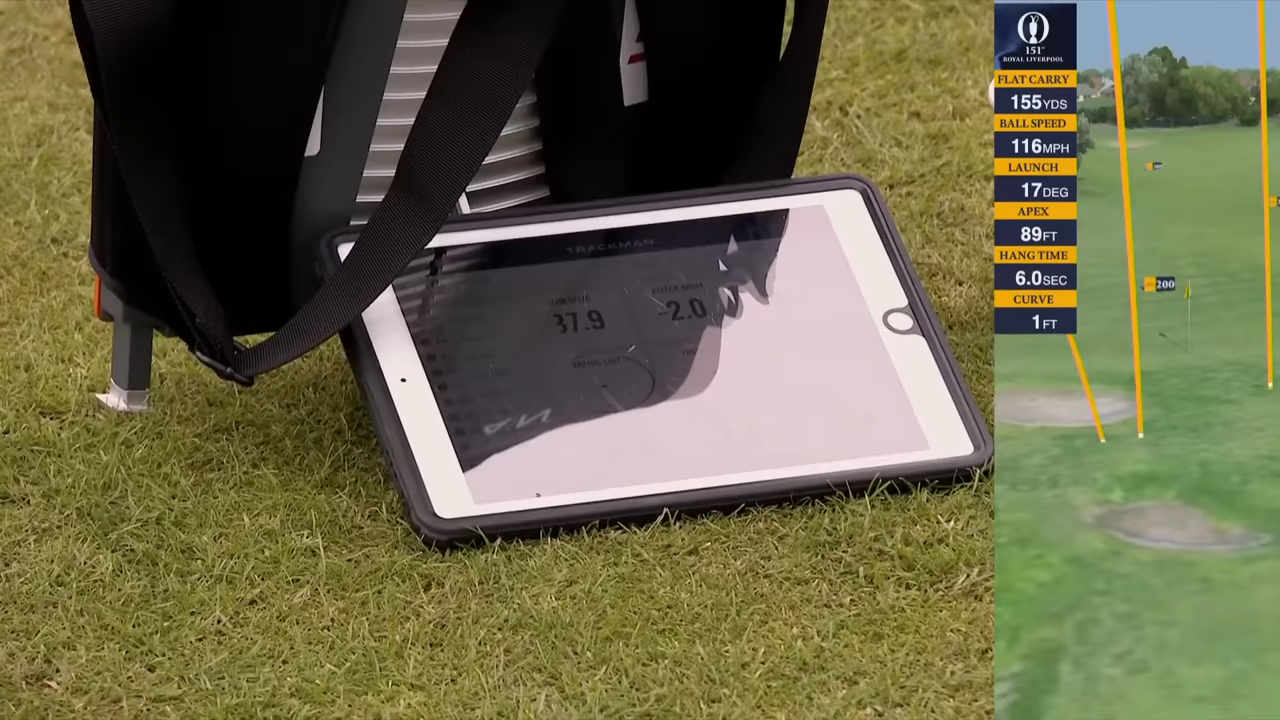 TRACKMAN
37.9
-2.0
151ST
ROYAL LIVERPOOL
FLAT CARRY
155YDS
BALL SPEED
116MPH
LAUNCH
17DEG
APEX
89FT
HANG TIME
6.0SEC
CURVE
1FT
200